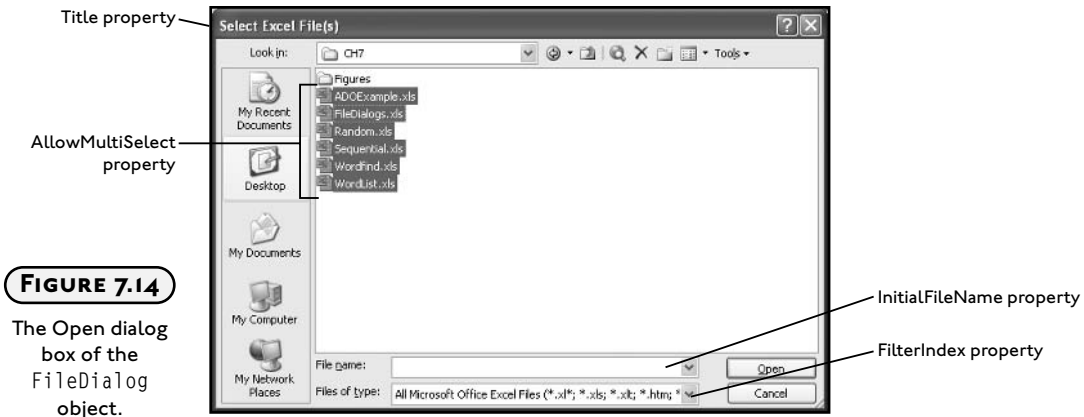 Title property
Select Excel File(s)
Look in:
CH7
Tools
Figures
ADOExample.xls
FileDialogs.xls
Random.xls
Sequential.xls
Wordfind.xls
WordList.xls
My Recent
Documents
Desktop
My Documents
My Computer
My Network
Places
AllowMultiSelect
property
File name:
Open
Files of type:
All Microsoft Office Excel Files (*.xl*; *.xls; *.xlt; *.htm; *
Cancel
InitialFileName property
FilterIndex property
FIGURE 7.14
The Open dialog
box of the
FileDialog
object.